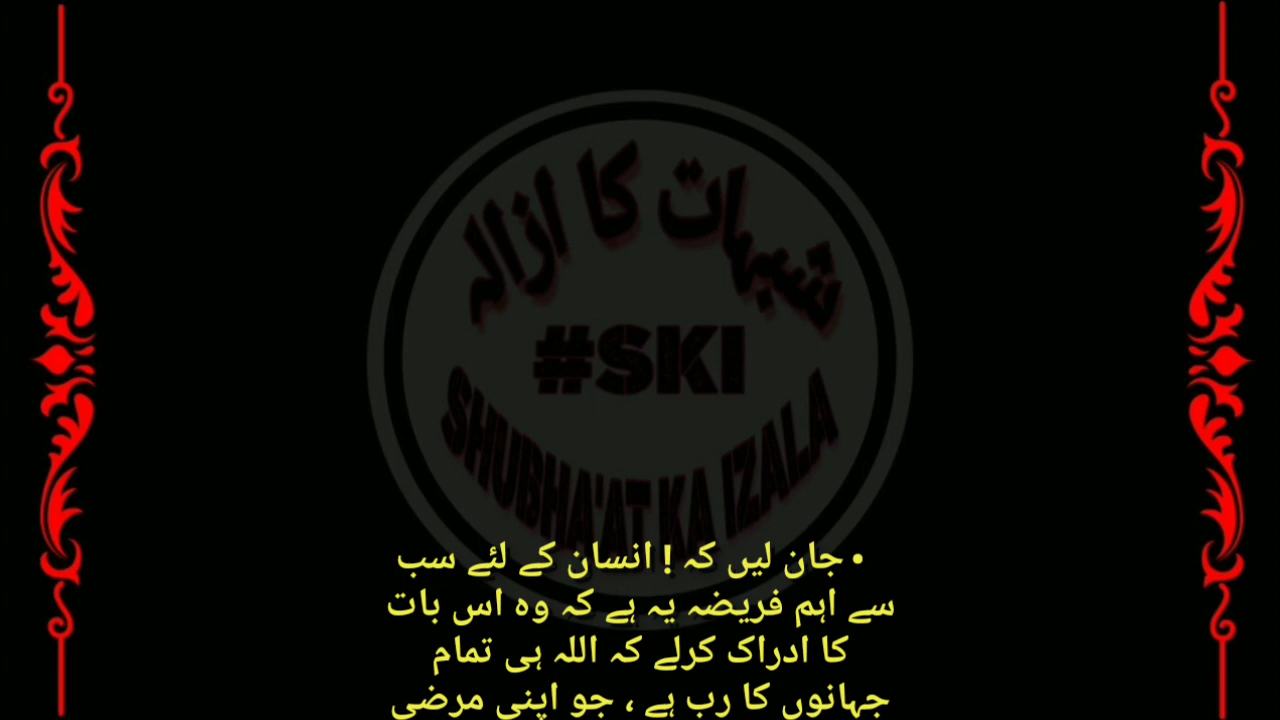 شبہات کا ازالہ
#SKI
SHUBHA'AT KA IZALA
• جان لیں کہ ! انسان کے لئے سب
سے اہم فریضہ یہ ہے کہ وہ اس بات
کا ادراک کرلے کہ اللہ ہی تمام
جہانوں کا رب ہے ، جو اپنی مرضی